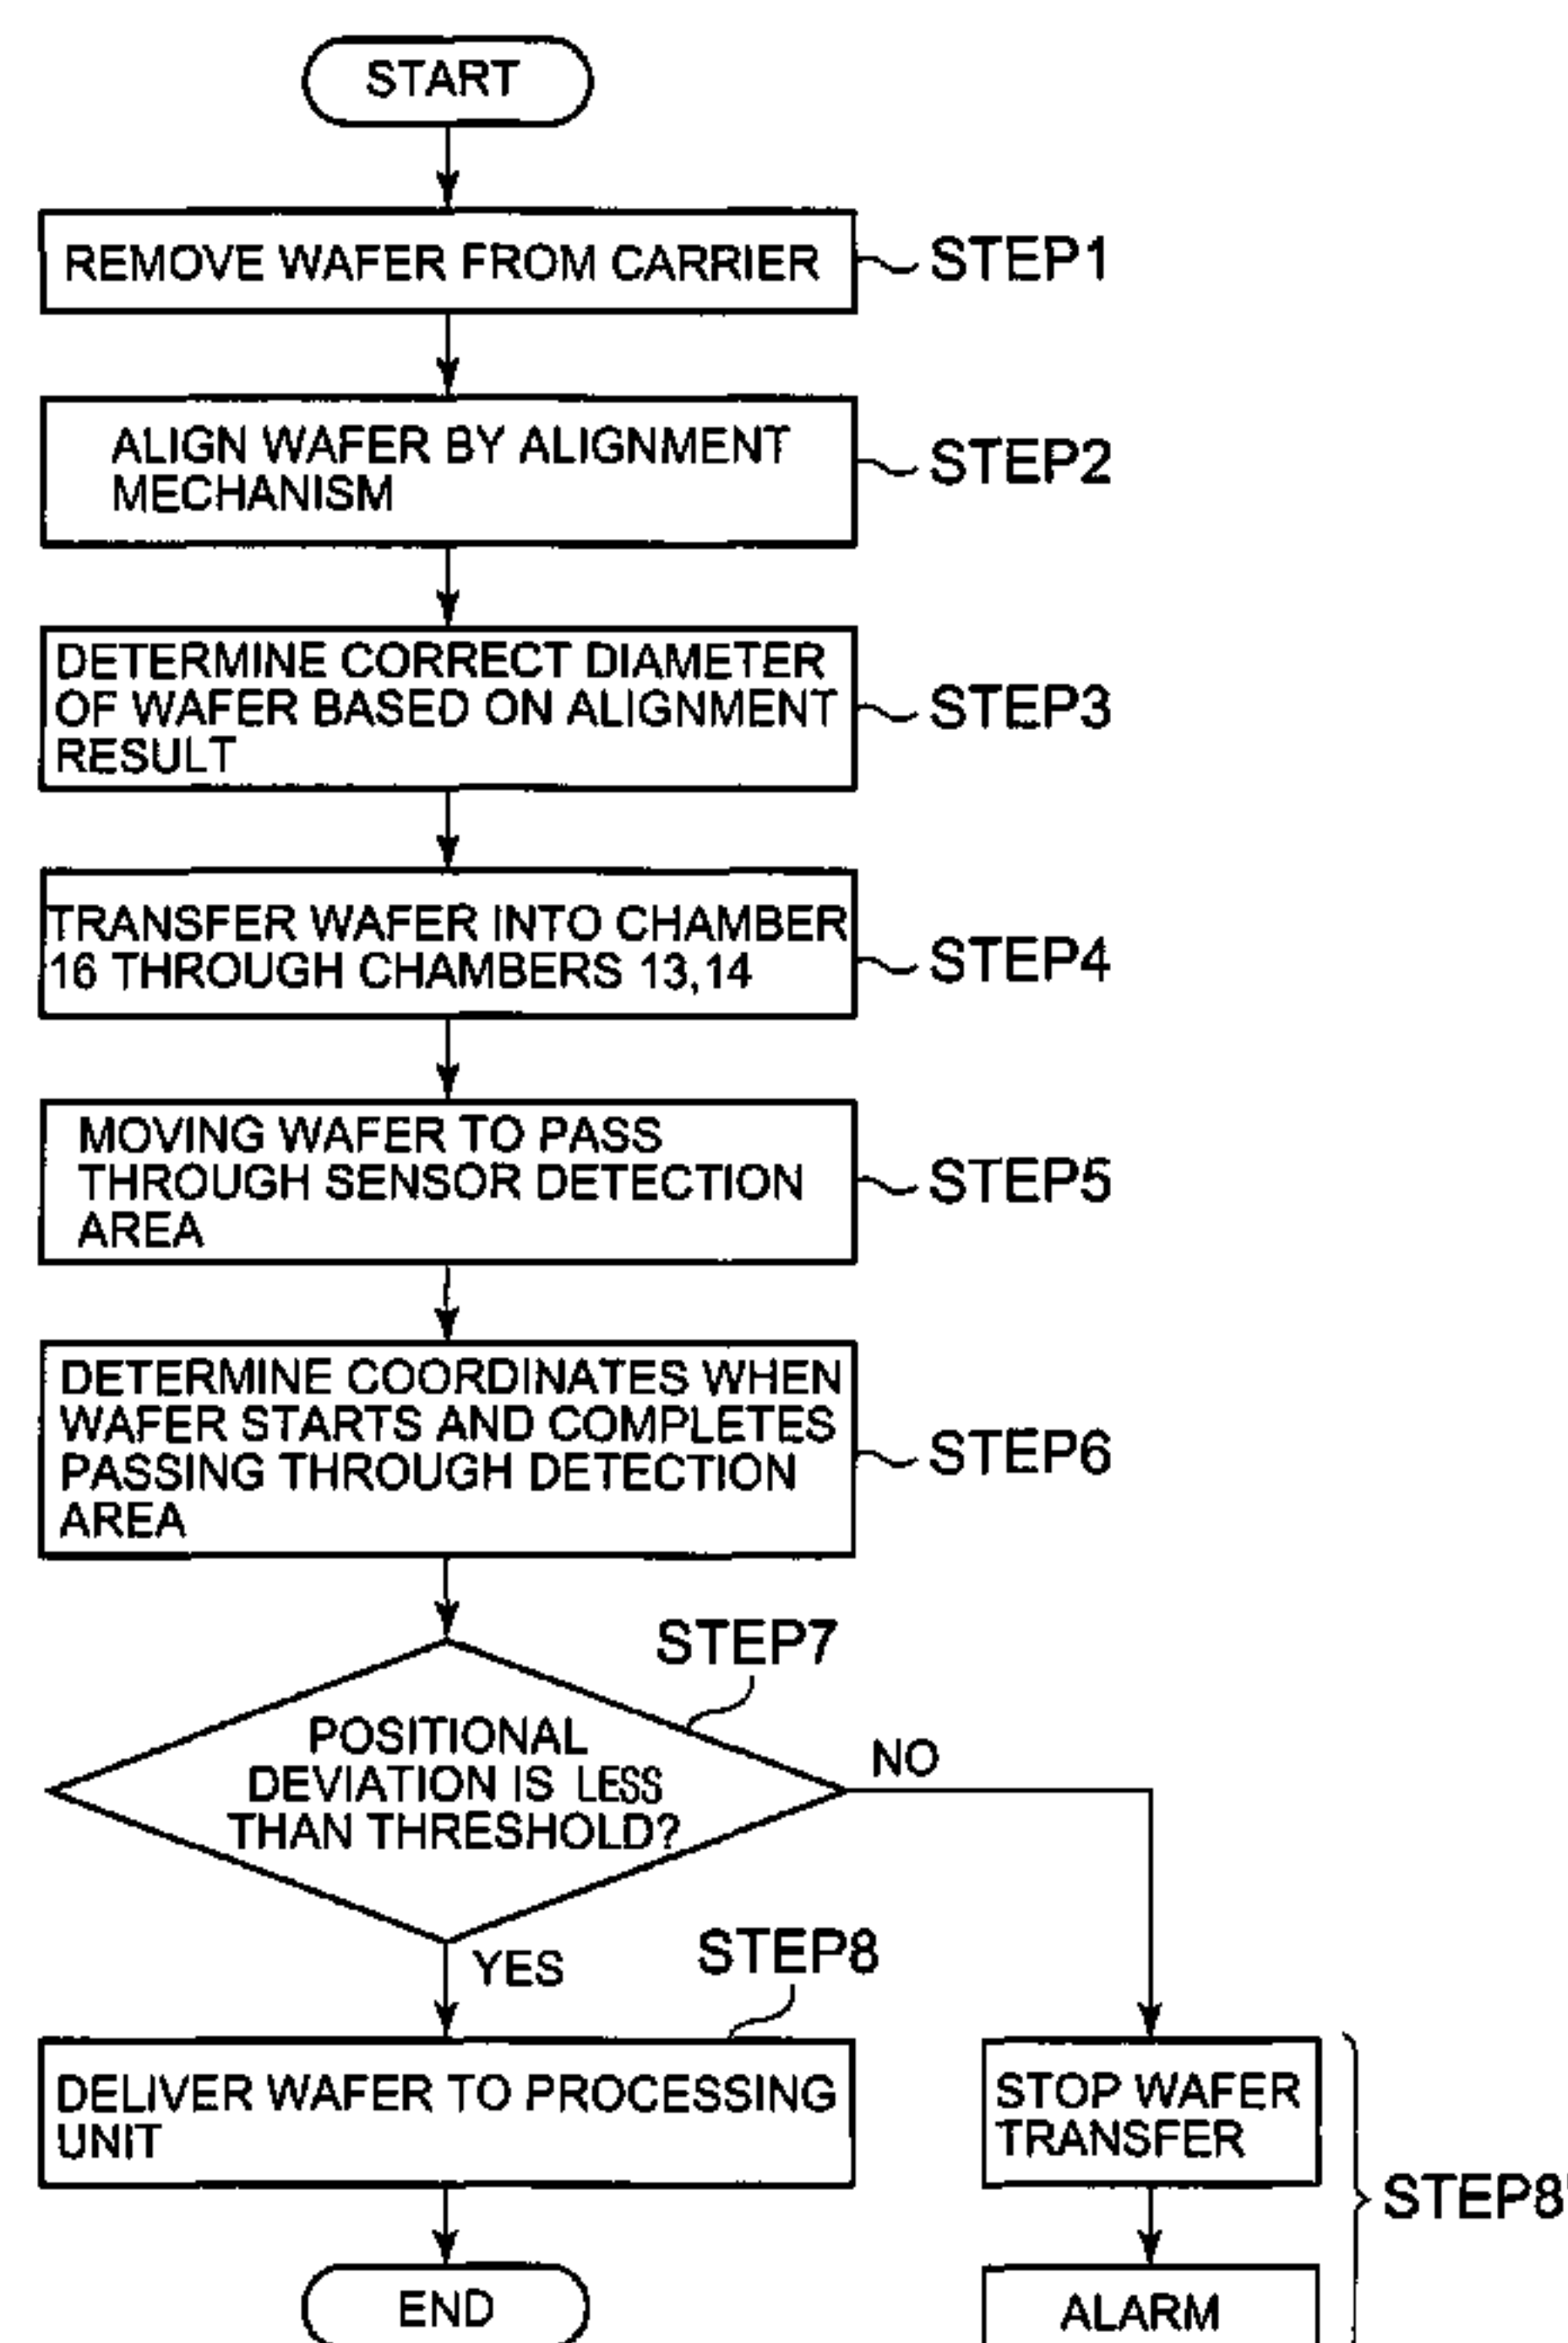 START
REMOVE WAFER FROM CARRIER
STEP1
ALIGN WAFER BY ALIGNMENT
MECHANISM
STEP2
DETERMINE CORRECT DIAMETER
OF WAFER BASED ON ALIGNMENT
RESULT
STEP3
TRANSFER WAFER INTO CHAMBER
16 THROUGH CHAMBERS 13,14
STEP4
MOVING WAFER TO PASS
THROUGH SENSOR DETECTION
AREA
STEP5
DETERMINE COORDINATES WHEN
WAFER STARTS AND COMPLETES
PASSING THROUGH DETECTION
AREA
STEP6
STEP7
POSITIONAL
DEVIATION IS LESS
THAN THRESHOLD?
NO
YES
STEP8
DELIVER WAFER TO PROCESSING
UNIT
STOP WAFER
TRANSFER
STEP8'
END
ALARM